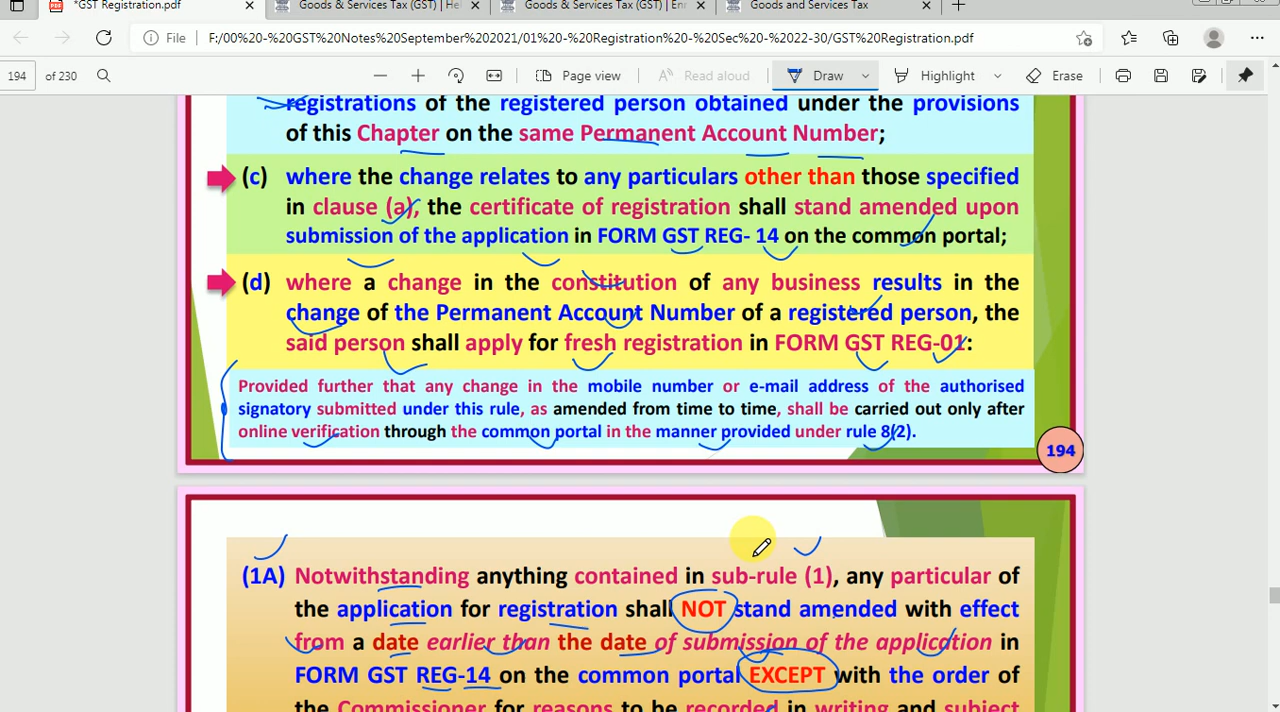 *GST Registration.pdf
Goods & Services Tax (GST) | He
Goods & Services Tax (GST) | En
Goods and Services Tax
File F:/00%20-%20GST%20Notes%20September%202021/01%20-%20Registration%20-%20Sec%20-%2022-30/GST%20Registration.pdf
194 of 230 Page view Read aloud Draw Highlight Erase
registrations of the registered person obtained under the provisions
of this Chapter on the same Permanent Account Number;
(c) where the change relates to any particulars other than those specified
in clause (a), the certificate of registration shall stand amended upon
submission of the application in FORM GST REG- 14 on the common portal;
(d) where a change in the constitution of any business results in the
change of the Permanent Account Number of a registered person, the
said person shall apply for fresh registration in FORM GST REG-01:
Provided further that any change in the mobile number or e-mail address of the authorised
signatory submitted under this rule, as amended from time to time, shall be carried out only after
online verification through the common portal in the manner provided under rule 8(2).
194
(1A) Notwithstanding anything contained in sub-rule (1), any particular of
the application for registration shall NOT stand amended with effect
from a date earlier than the date of submission of the application in
FORM GST REG-14 on the common portal EXCEPT with the order of
the Commissioner for reasons to be recorded in writing and subject